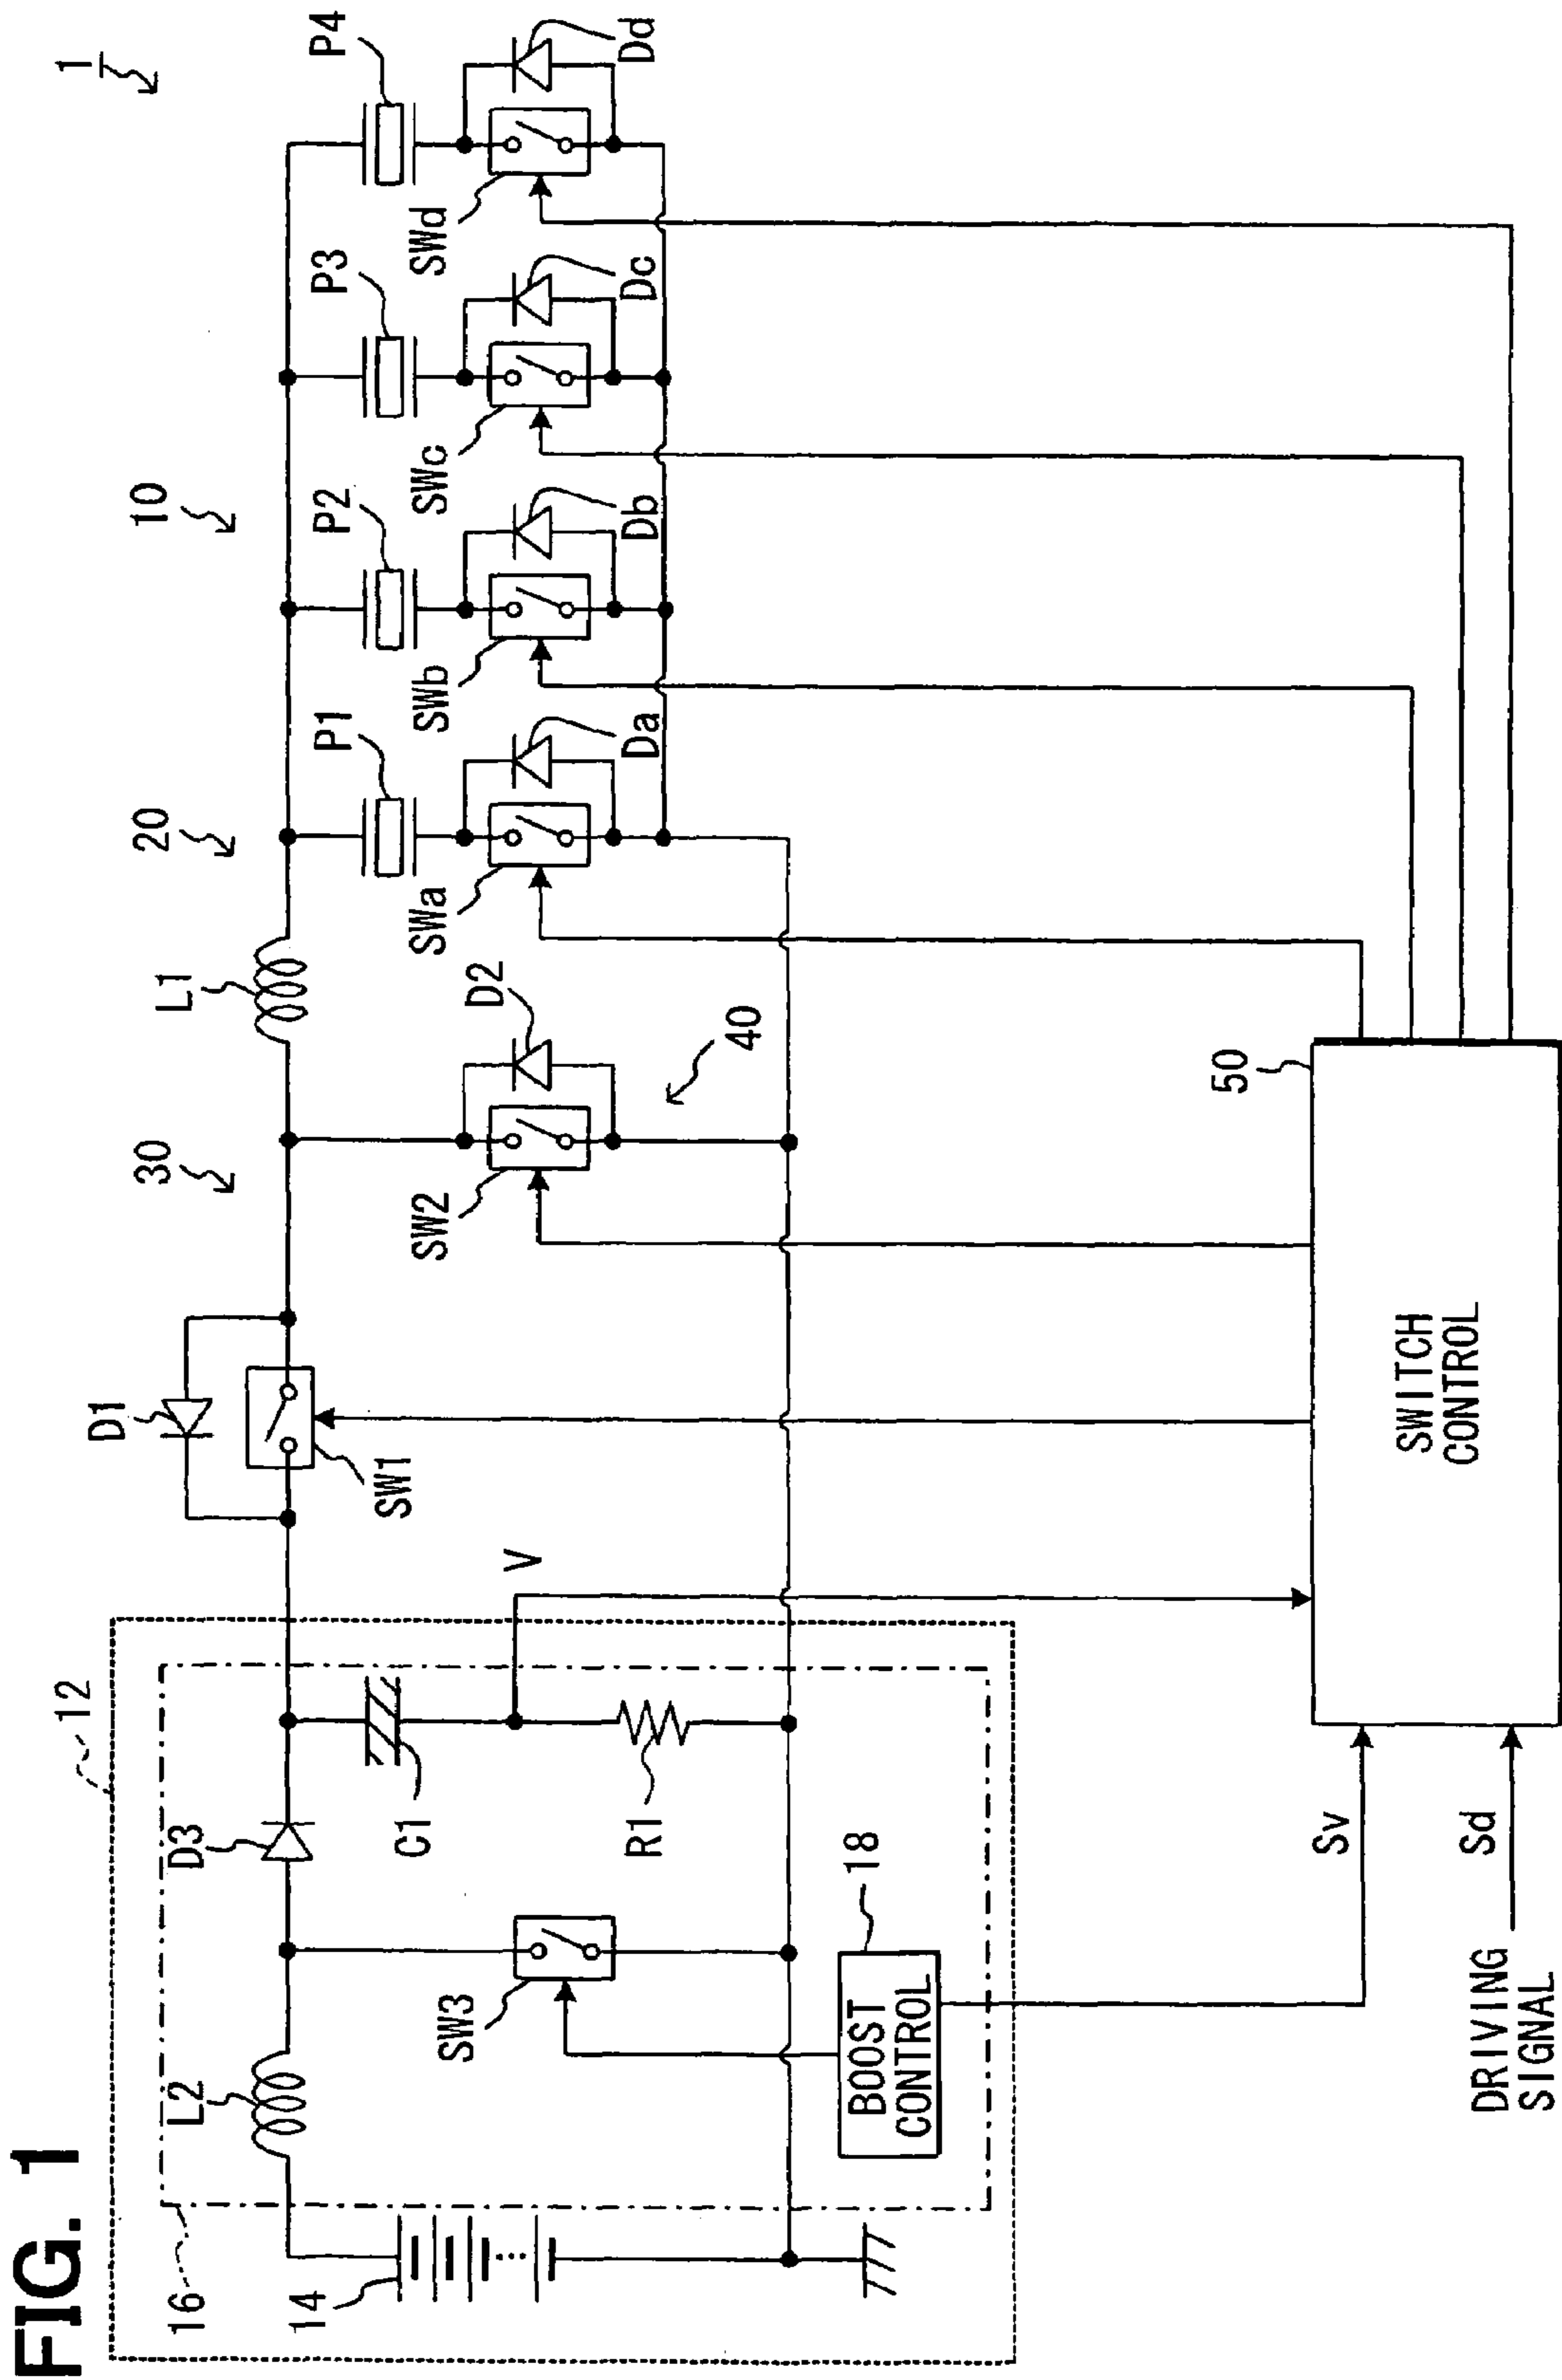 FIG. 1
1
10
20
30
12
16
14
L2
D3
D1
L1
P1
P2
P3
P4
C1
R1
V
SW1
SW2
D2
40
SWa
Da
SWb
Db
SWc
Dc
SWd
Dd
SW3
18
BOOST
CONTROL
50
SWITCH
CONTROL
Sv
Sd
DRIVING
SIGNAL